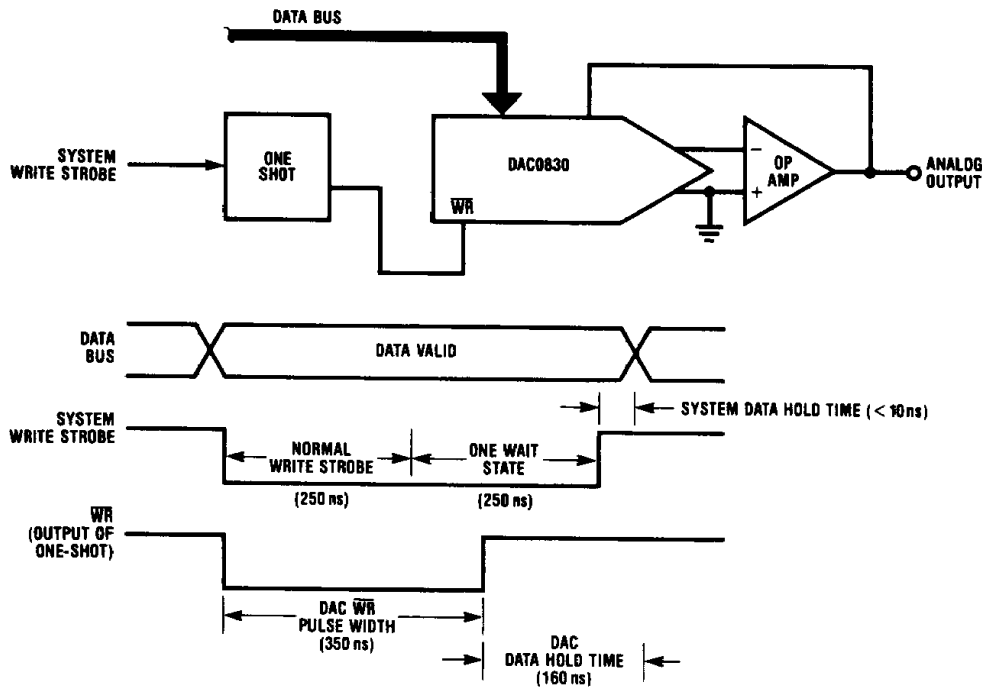 DATA BUS
SYSTEM
WRITE STROBE
ONE
SHOT
DAC0830
WR
−
+
OP
AMP
ANALOG
OUTPUT
DATA
BUS
DATA VALID
SYSTEM DATA HOLD TIME (< 10ns)
SYSTEM
WRITE STROBE
NORMAL
WRITE STROBE
(250 ns)
ONE WAIT
STATE
(250 ns)
WR
(OUTPUT OF
ONE-SHOT)
DAC WR
PULSE WIDTH
(350 ns)
DAC
DATA HOLD TIME
(160 ns)